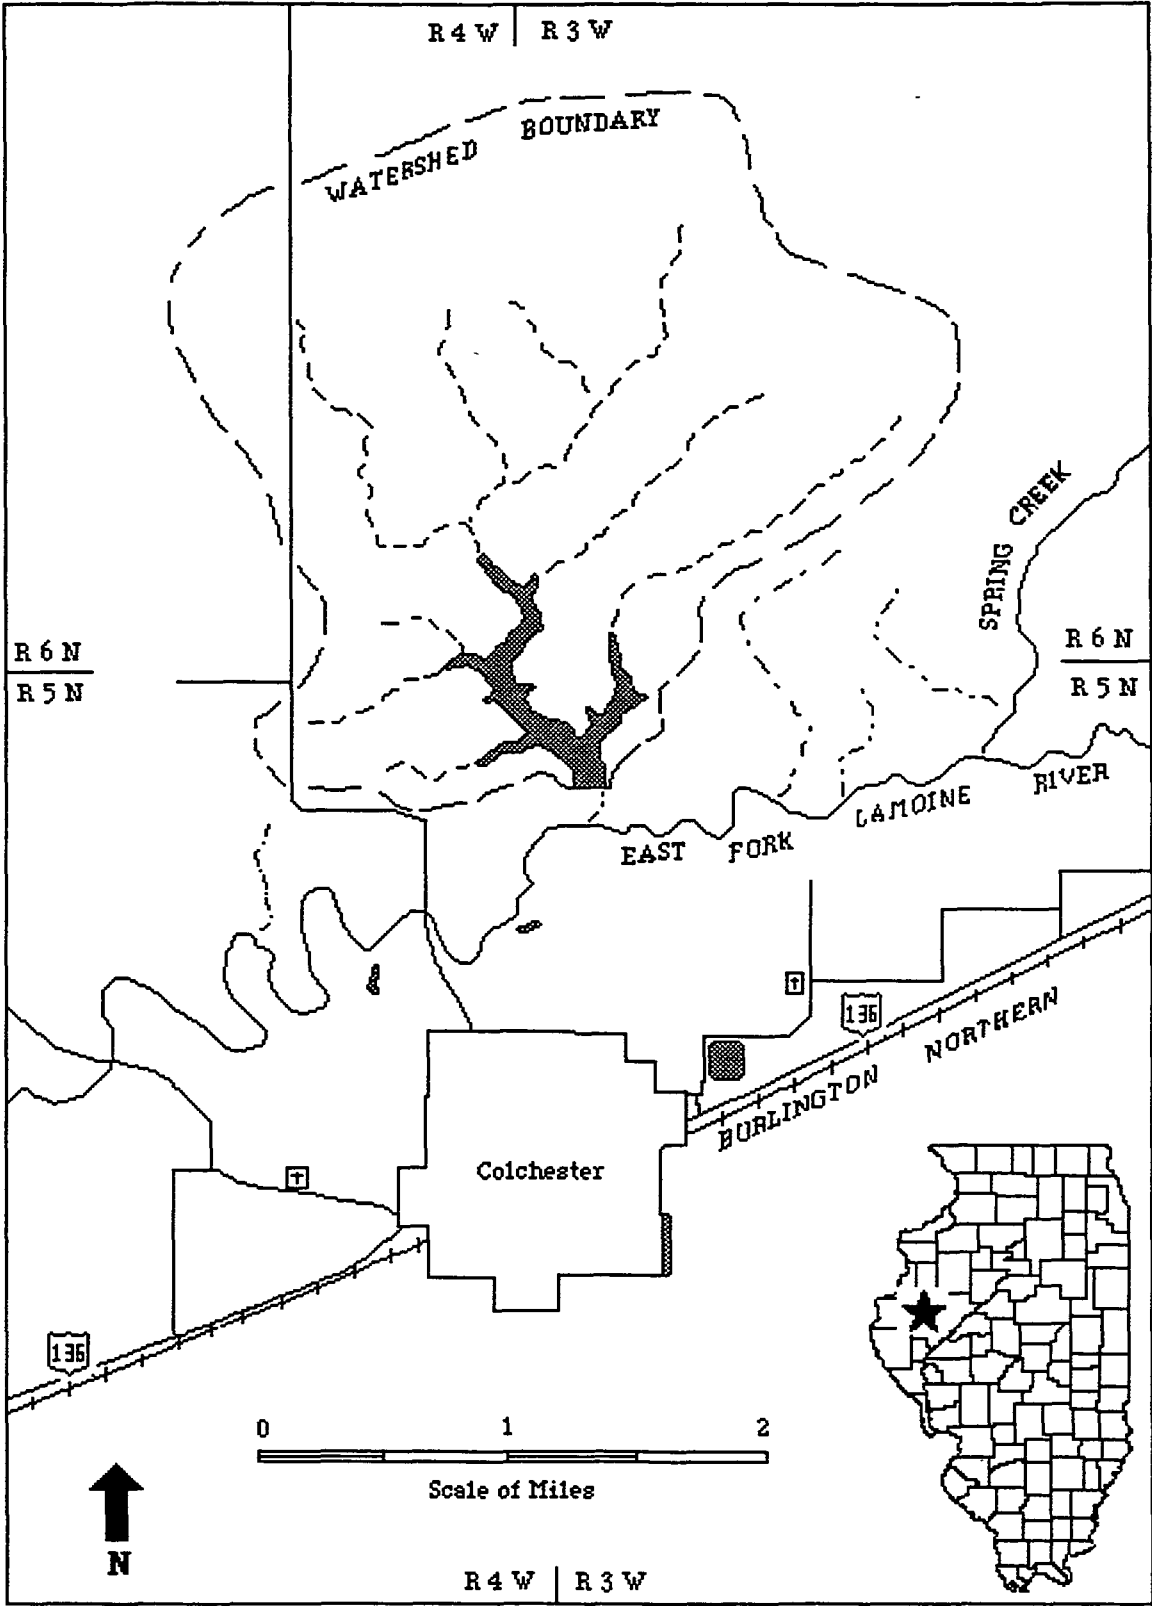 R 4 W R 3 W
WATERSHED BOUNDARY
SPRING CREEK
R 6 N
R 5 N
R 6 N
R 5 N
EAST FORK LAMOINE RIVER
136
BURLINGTON NORTHERN
Colchester
136
0 1 2
Scale of Miles
N
R 4 W R 3 W